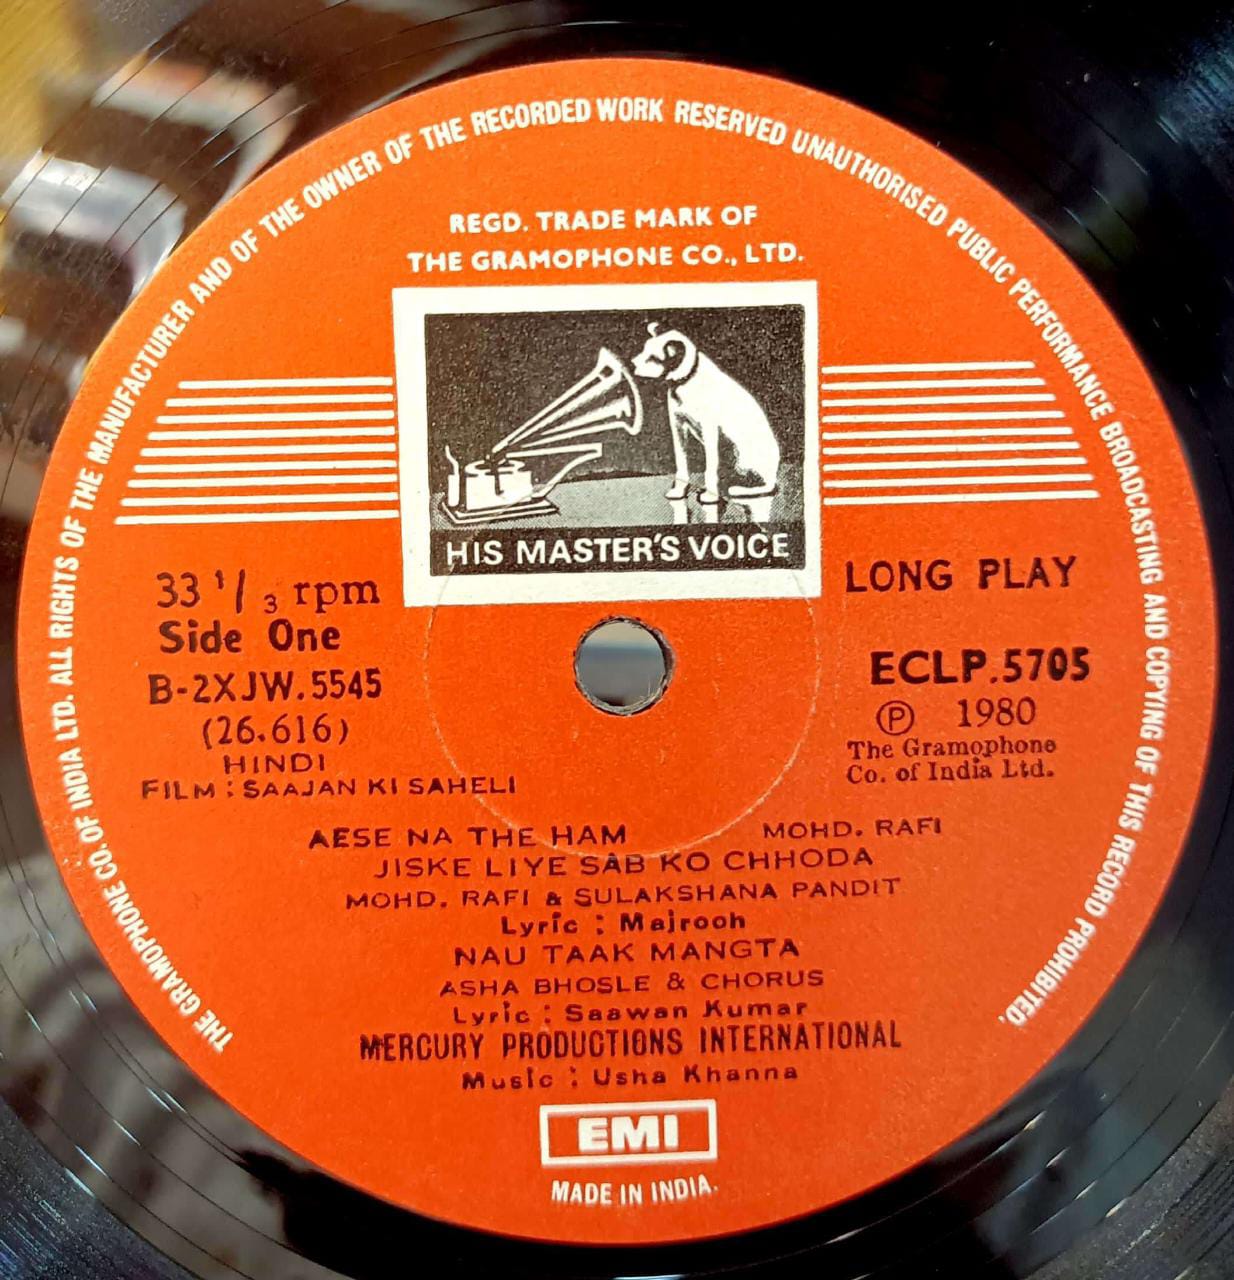 THE GRAMOPHONE CO. OF INDIA LTD. ALL RIGHTS OF THE MANUFACTURER AND OF THE OWNER OF THE RECORDED WORK RESERVED UNAUTHORISED PUBLIC PERFORMANCE BROADCASTING AND COPYING OF THIS RECORD PROHIBITED.
REGD. TRADE MARK OF
THE GRAMOPHONE CO., LTD.
HIS MASTER'S VOICE
33 1/3 rpm
Side One
B-2XJW.5545
(26.616)
HINDI
FILM : SAAJAN KI SAHELI
LONG PLAY
ECLP.5705
Ⓟ 1980
The Gramophone
Co. of India Ltd.
AESE NA THE HAM MOHD. RAFI
JISKE LIYE SAB KO CHHODA
MOHD. RAFI & SULAKSHANA PANDIT
Lyric : Majrooh
NAU TAAK MANGTA
ASHA BHOSLE & CHORUS
Lyric : Saawan Kumar
MERCURY PRODUCTIONS INTERNATIONAL
Music : Usha Khanna
EMI
MADE IN INDIA.